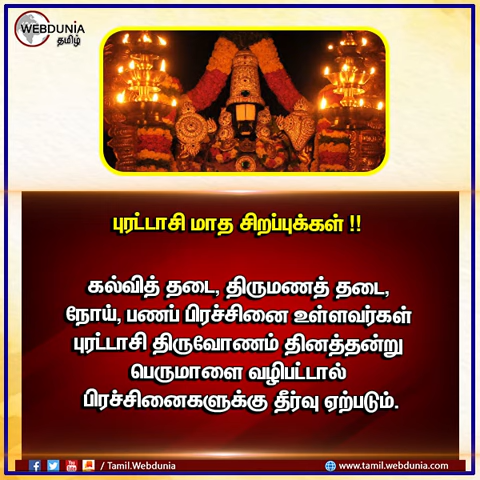 WEBDUNIA
தமிழ்
புரட்டாசி மாத சிறப்புக்கள் !!
கல்வித் தடை, திருமணத் தடை,
நோய், பணப் பிரச்சினை உள்ளவர்கள்
புரட்டாசி திருவோணம் தினத்தன்று
பெருமாளை வழிபட்டால்
பிரச்சினைகளுக்கு தீர்வு ஏற்படும்.
/ Tamil.Webdunia
www.tamil.webdunia.com